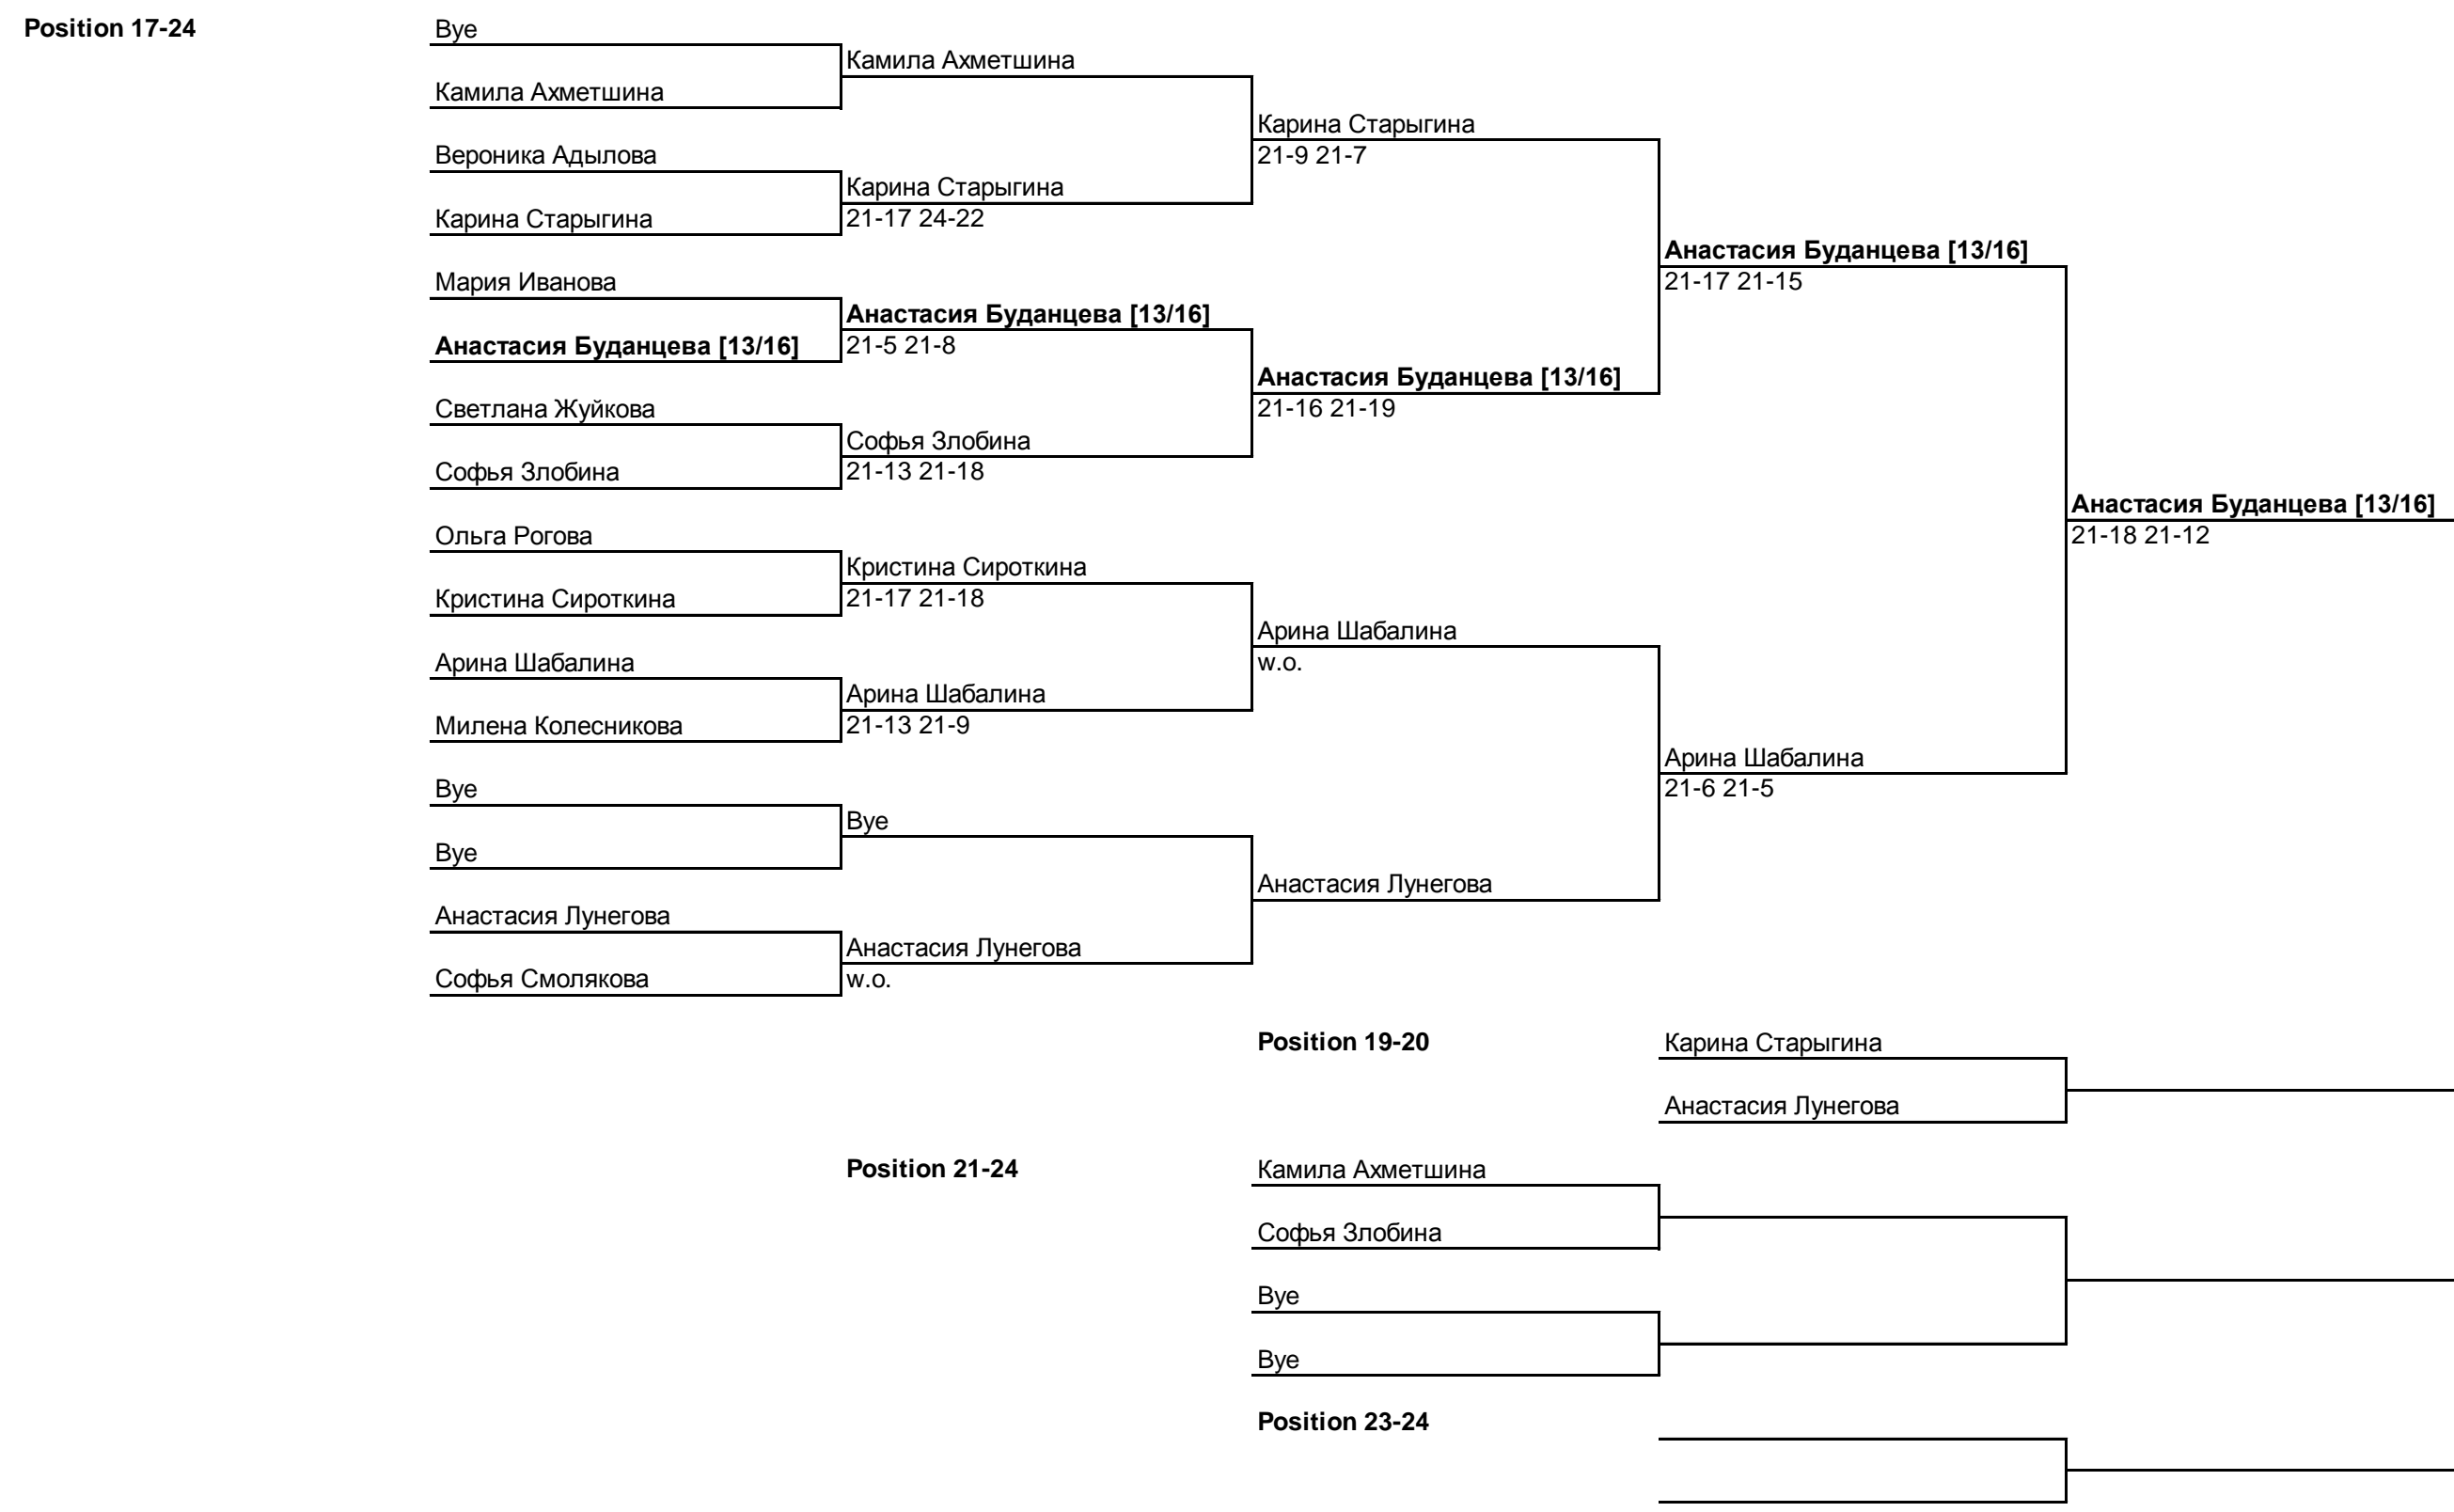 Position 17-24
Bye
Камила Ахметшина
Камила Ахметшина
Карина Старыгина
Вероника Адылова
21-9 21-7
Карина Старыгина
Карина Старыгина
21-17 24-22
Анастасия Буданцева [13/16]
Мария Иванова
21-17 21-15
Анастасия Буданцева [13/16]
Анастасия Буданцева [13/16]
21-5 21-8
Анастасия Буданцева [13/16]
Светлана Жуйкова
21-16 21-19
Софья Злобина
Софья Злобина
21-13 21-18
Анастасия Буданцева [13/16]
Ольга Рогова
21-18 21-12
Кристина Сироткина
Кристина Сироткина
21-17 21-18
Арина Шабалина
Арина Шабалина
w.o.
Арина Шабалина
Милена Колесникова
21-13 21-9
Арина Шабалина
Bye
21-6 21-5
Bye
Bye
Анастасия Лунегова
Анастасия Лунегова
Анастасия Лунегова
Софья Смолякова
w.o.
Position 19-20
Карина Старыгина
Анастасия Лунегова
Position 21-24
Камила Ахметшина
Софья Злобина
Bye
Bye
Position 23-24